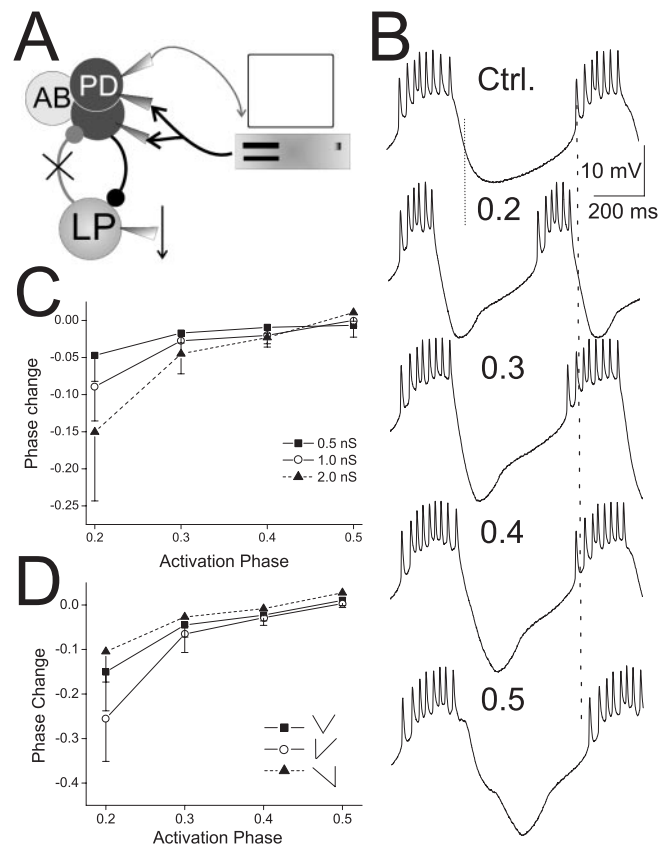 A
PD
AB
LP
B
Ctrl.
10 mV
200 ms
0.2
0.3
0.4
0.5
C
0.00
-0.05
-0.10
-0.15
-0.20
-0.25
Phase change
0.5 nS
1.0 nS
2.0 nS
0.2 0.3 0.4 0.5
Activation Phase
D
0.0
-0.1
-0.2
-0.3
-0.4
Phase Change
0.2 0.3 0.4 0.5
Activation Phase